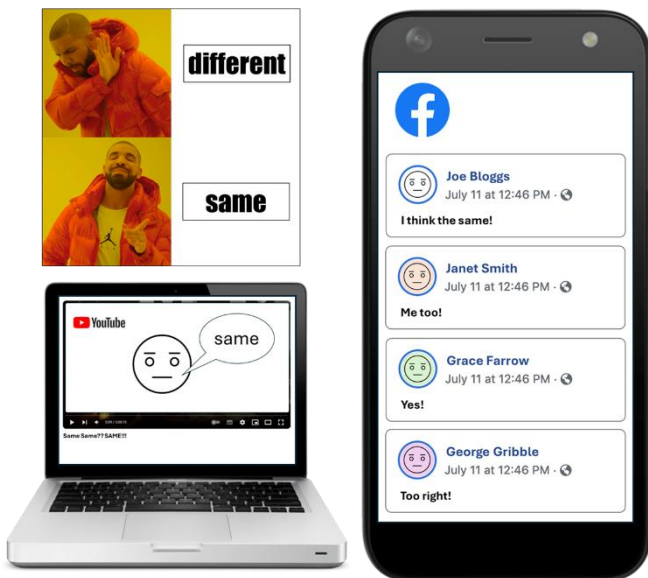 different
same
YouTube
same
Same Same?? SAME!!!
Joe Bloggs
July 11 at 12:46 PM ·
I think the same!
Janet Smith
July 11 at 12:46 PM ·
Me too!
Grace Farrow
July 11 at 12:46 PM ·
Yes!
George Gribble
July 11 at 12:46 PM ·
Too right!